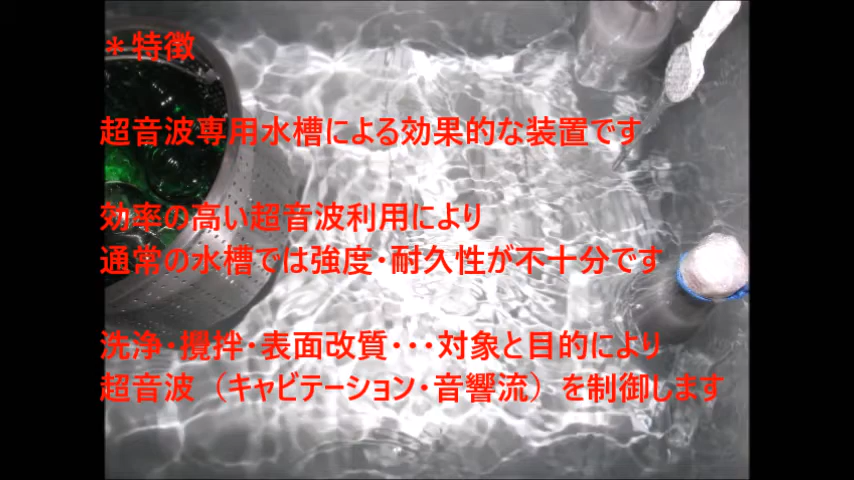 ＊特徴
超音波専用水槽による効果的な装置です
効率の高い超音波利用により
通常の水槽では強度・耐久性が不十分です
洗浄・攪拌・表面改質・・・対象と目的により
超音波（キャビテーション・音響流）を制御します